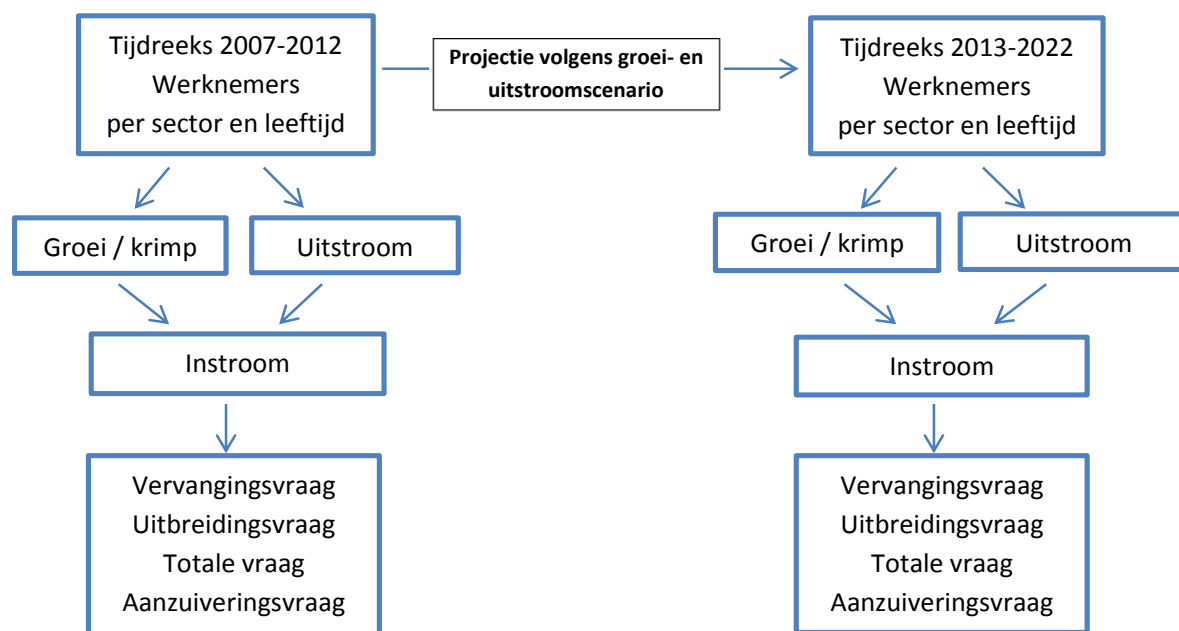 Tijdreeks 2007-2012
Werknemers
per sector en leeftijd
Projectie volgens groei- en
uitstroomscenario
Tijdreeks 2013-2022
Werknemers
per sector en leeftijd
Groei / krimp
Uitstroom
Groei / krimp
Uitstroom
Instroom
Instroom
Vervangingsvraag
Uitbreidingsvraag
Totale vraag
Aanzuiveringsvraag
Vervangingsvraag
Uitbreidingsvraag
Totale vraag
Aanzuiveringsvraag